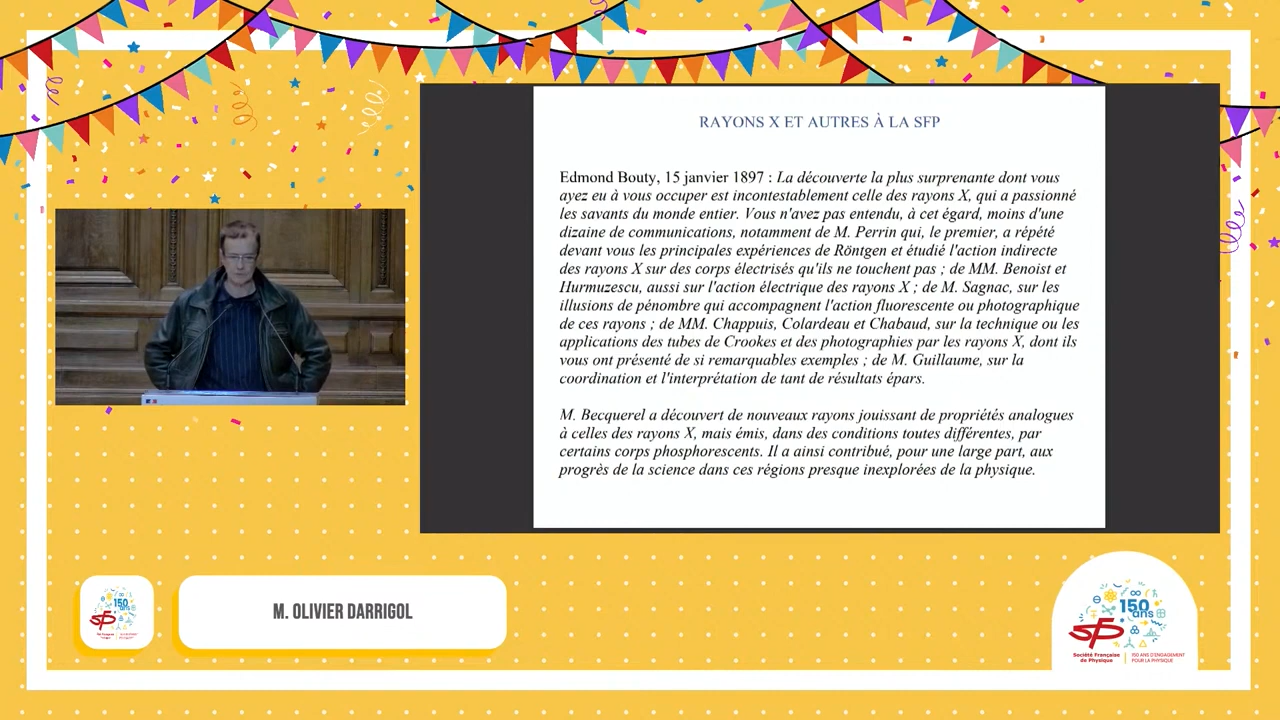 RAYONS X ET AUTRES À LA SFP
Edmond Bouty, 15 janvier 1897 : La découverte la plus surprenante dont vous
ayez eu à vous occuper est incontestablement celle des rayons X, qui a passionné
les savants du monde entier. Vous n'avez pas entendu, à cet égard, moins d'une
dizaine de communications, notamment de M. Perrin qui, le premier, a répété
devant vous les principales expériences de Röntgen et étudié l'action indirecte
des rayons X sur des corps électrisés qu'ils ne touchent pas ; de MM. Benoist et
Hurmuzescu, aussi sur l'action électrique des rayons X ; de M. Sagnac, sur les
illusions de pénombre qui accompagnent l'action fluorescente ou photographique
de ces rayons ; de MM. Chappuis, Colardeau et Chabaud, sur la technique ou les
applications des tubes de Crookes et des photographies par les rayons X, dont ils
vous ont présenté de si remarquables exemples ; de M. Guillaume, sur la
coordination et l'interprétation de tant de résultats épars.
M. Becquerel a découvert de nouveaux rayons jouissant de propriétés analogues
à celles des rayons X, mais émis, dans des conditions toutes différentes, par
certains corps phosphorescents. Il a ainsi contribué, pour une large part, aux
progrès de la science dans ces régions presque inexplorées de la physique.
150
ans
sfp
M. OLIVIER DARRIGOL
150
ans
sfp
Société Française
de Physique
150 ANS D'ENGAGEMENT
POUR LA PHYSIQUE